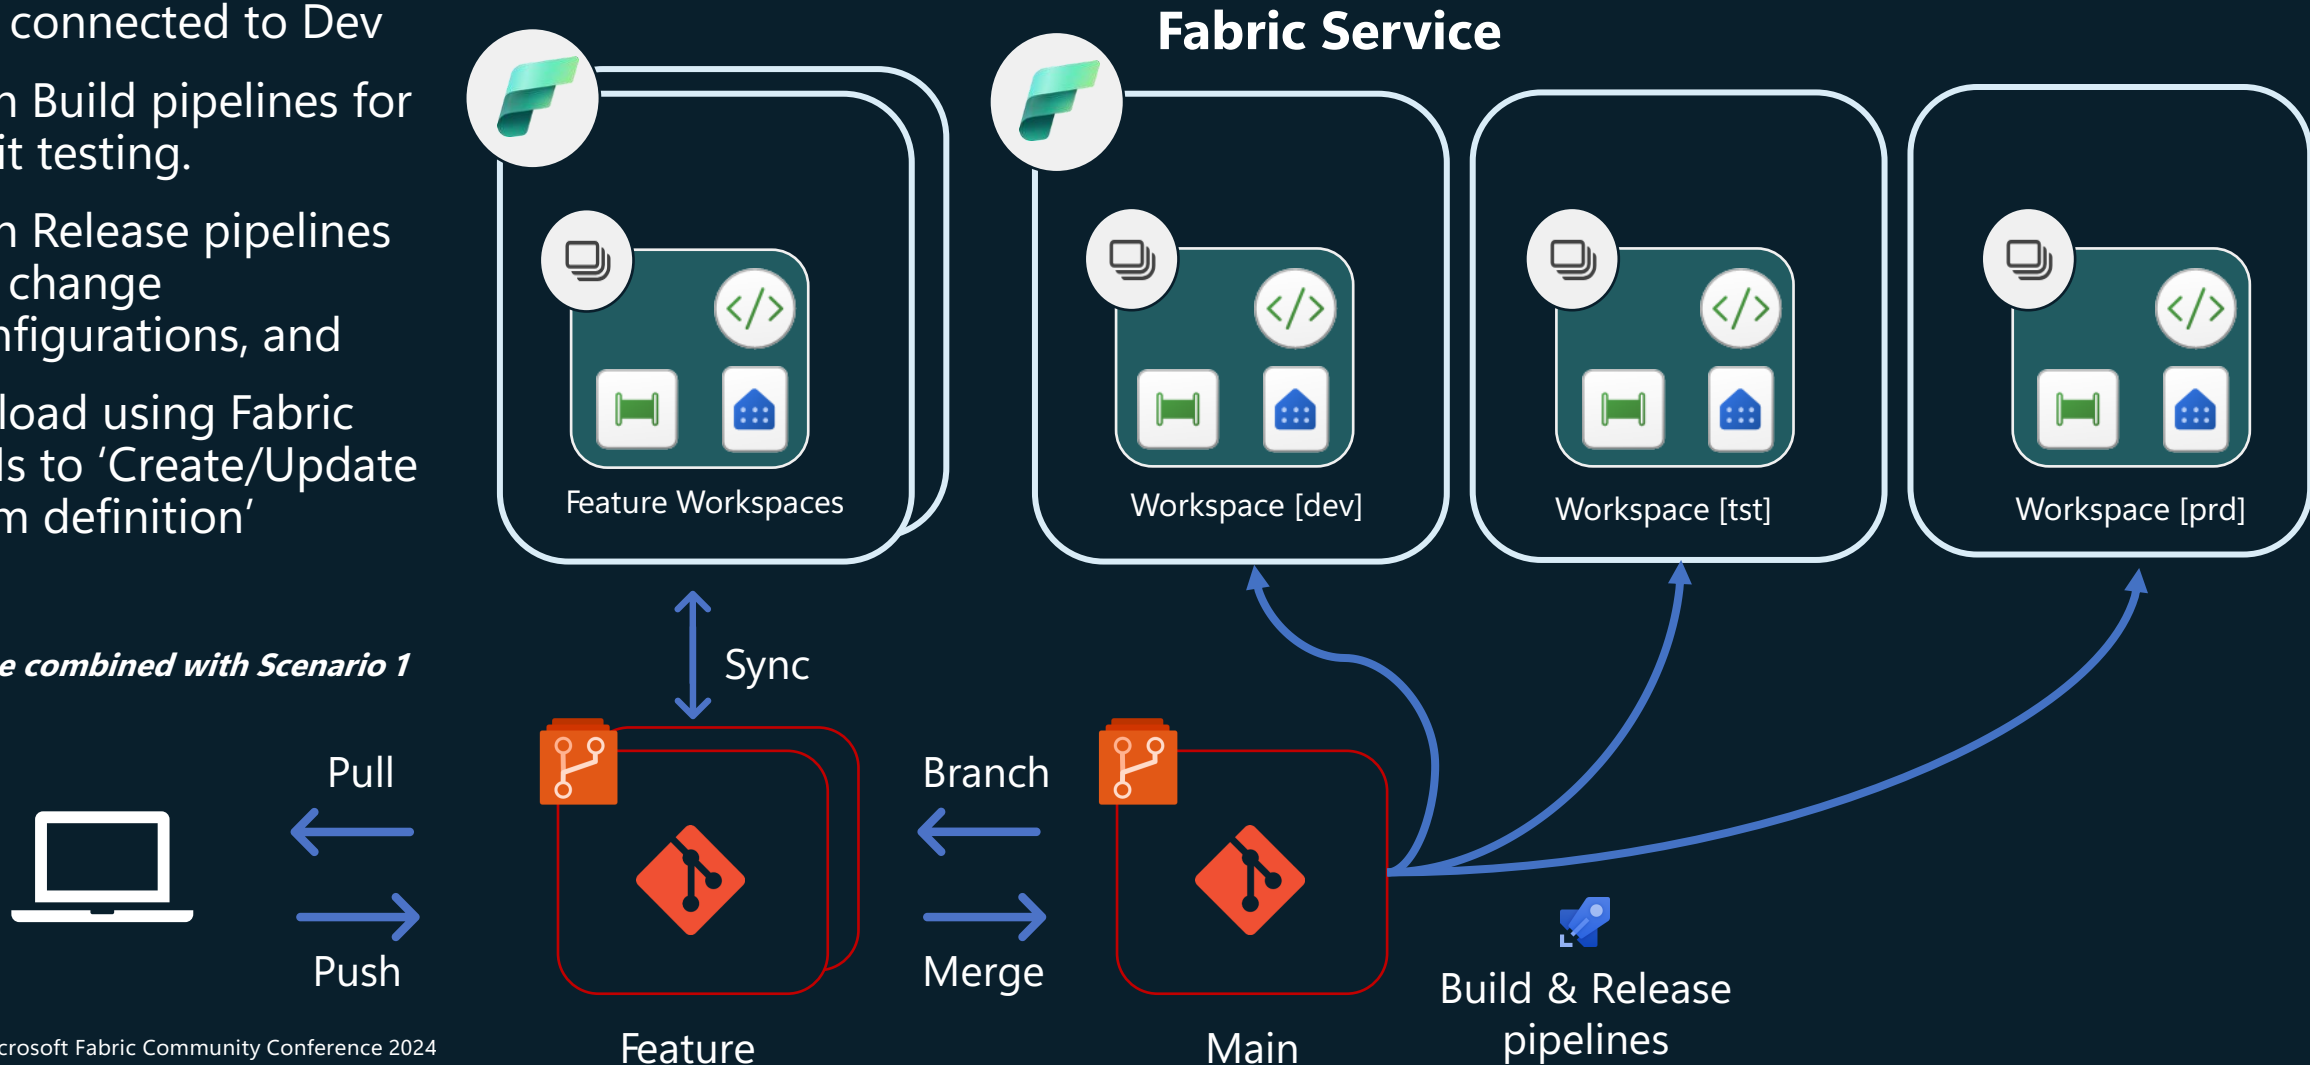 connected to Dev
Build pipelines for
it testing.
Release pipelines
change
nfigurations, and
load using Fabric
ls to ‘Create/Update
m definition’
e combined with Scenario 1
Fabric Service
Feature Workspaces
Workspace [dev]
Workspace [tst]
Workspace [prd]
Sync
Pull
Push
Branch
Merge
Feature
Main
Build & Release
pipelines
crosoft Fabric Community Conference 2024